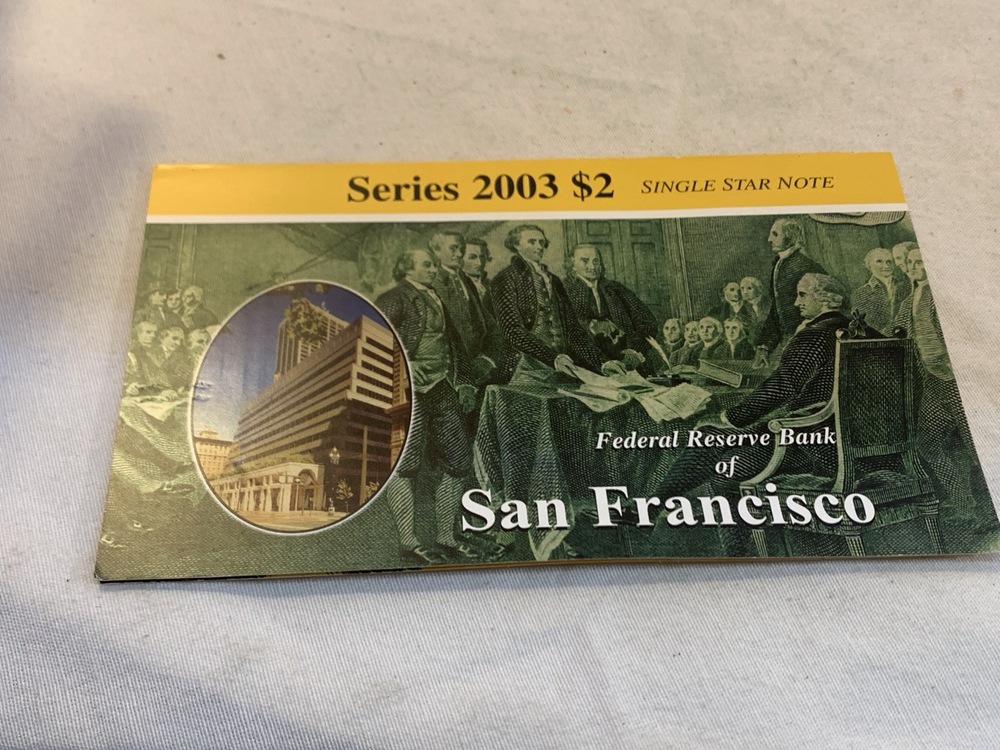 Series 2003 $2 SINGLE STAR NOTE
Federal Reserve Bank
of
San Francisco